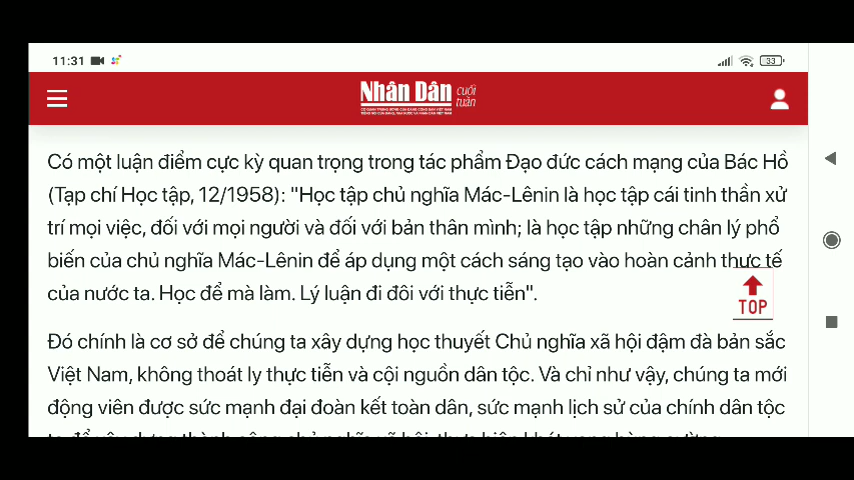 11:31
33
Nhân Dân cuối
tuần
Có một luận điểm cực kỳ quan trọng trong tác phẩm Đạo đức cách mạng của Bác Hồ
(Tạp chí Học tập, 12/1958): "Học tập chủ nghĩa Mác-Lênin là học tập cái tinh thần xử
trí mọi việc, đối với mọi người và đối với bản thân mình; là học tập những chân lý phổ
biến của chủ nghĩa Mác-Lênin để áp dụng một cách sáng tạo vào hoàn cảnh thực tế
của nước ta. Học để mà làm. Lý luận đi đôi với thực tiễn".
TOP
Đó chính là cơ sở để chúng ta xây dựng học thuyết Chủ nghĩa xã hội đậm đà bản sắc
Việt Nam, không thoát ly thực tiễn và cội nguồn dân tộc. Và chỉ như vậy, chúng ta mới
động viên được sức mạnh đại đoàn kết toàn dân, sức mạnh lịch sử của chính dân tộc